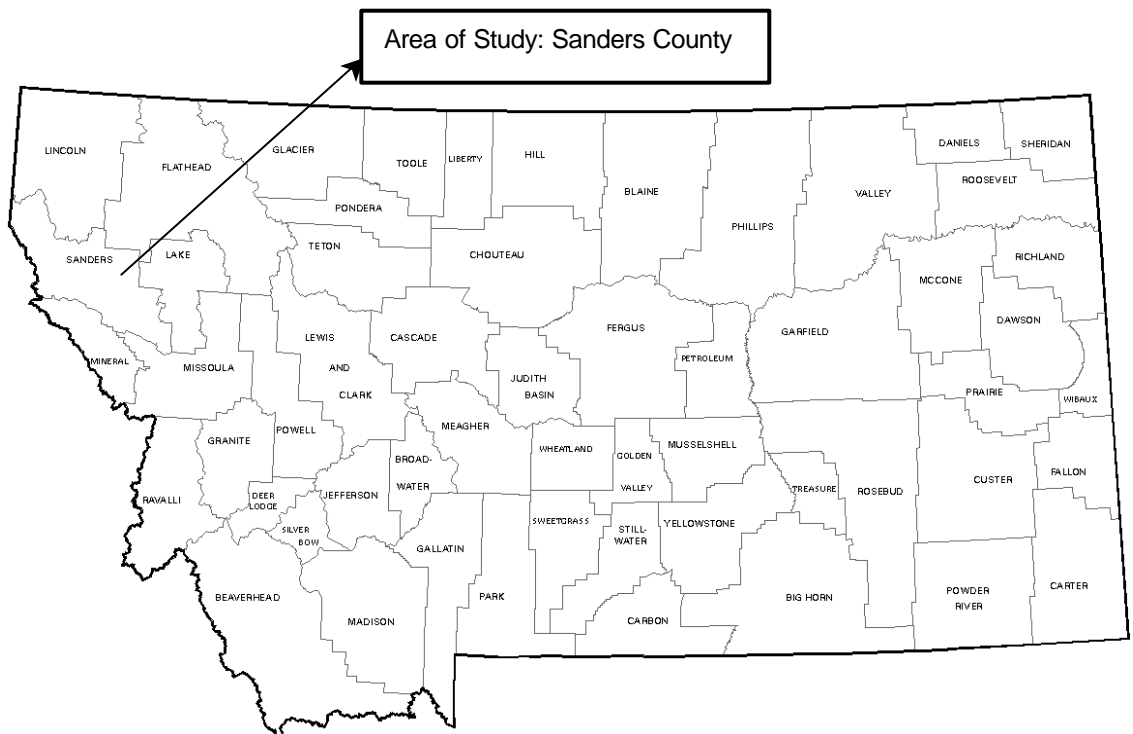 Area of Study: Sanders County
LINCOLN
FLATHEAD
GLACIER
TOOLE
LIBERTY
HILL
BLAINE
PHILLIPS
VALLEY
DANIELS
SHERIDAN
ROOSEVELT
PONDERA
TETON
CHOUTEAU
SANDERS
LAKE
RICHLAND
MCCONE
DAWSON
LEWIS
AND
CLARK
CASCADE
FERGUS
GARFIELD
PETROLEUM
JUDITH
BASIN
MINERAL
MISSOULA
PRAIRIE
WIBAUX
MEAGHER
GRANITE
POWELL
BROAD-
WATER
WHEATLAND
GOLDEN
VALLEY
MUSSELSHELL
TREASURE
ROSEBUD
CUSTER
FALLON
RAVALLI
DEER
LODGE
JEFFERSON
SILVER
BOW
GALLATIN
SWEETGRASS
STILL-
WATER
YELLOWSTONE
BEAVERHEAD
MADISON
PARK
CARBON
BIG HORN
POWDER
RIVER
CARTER